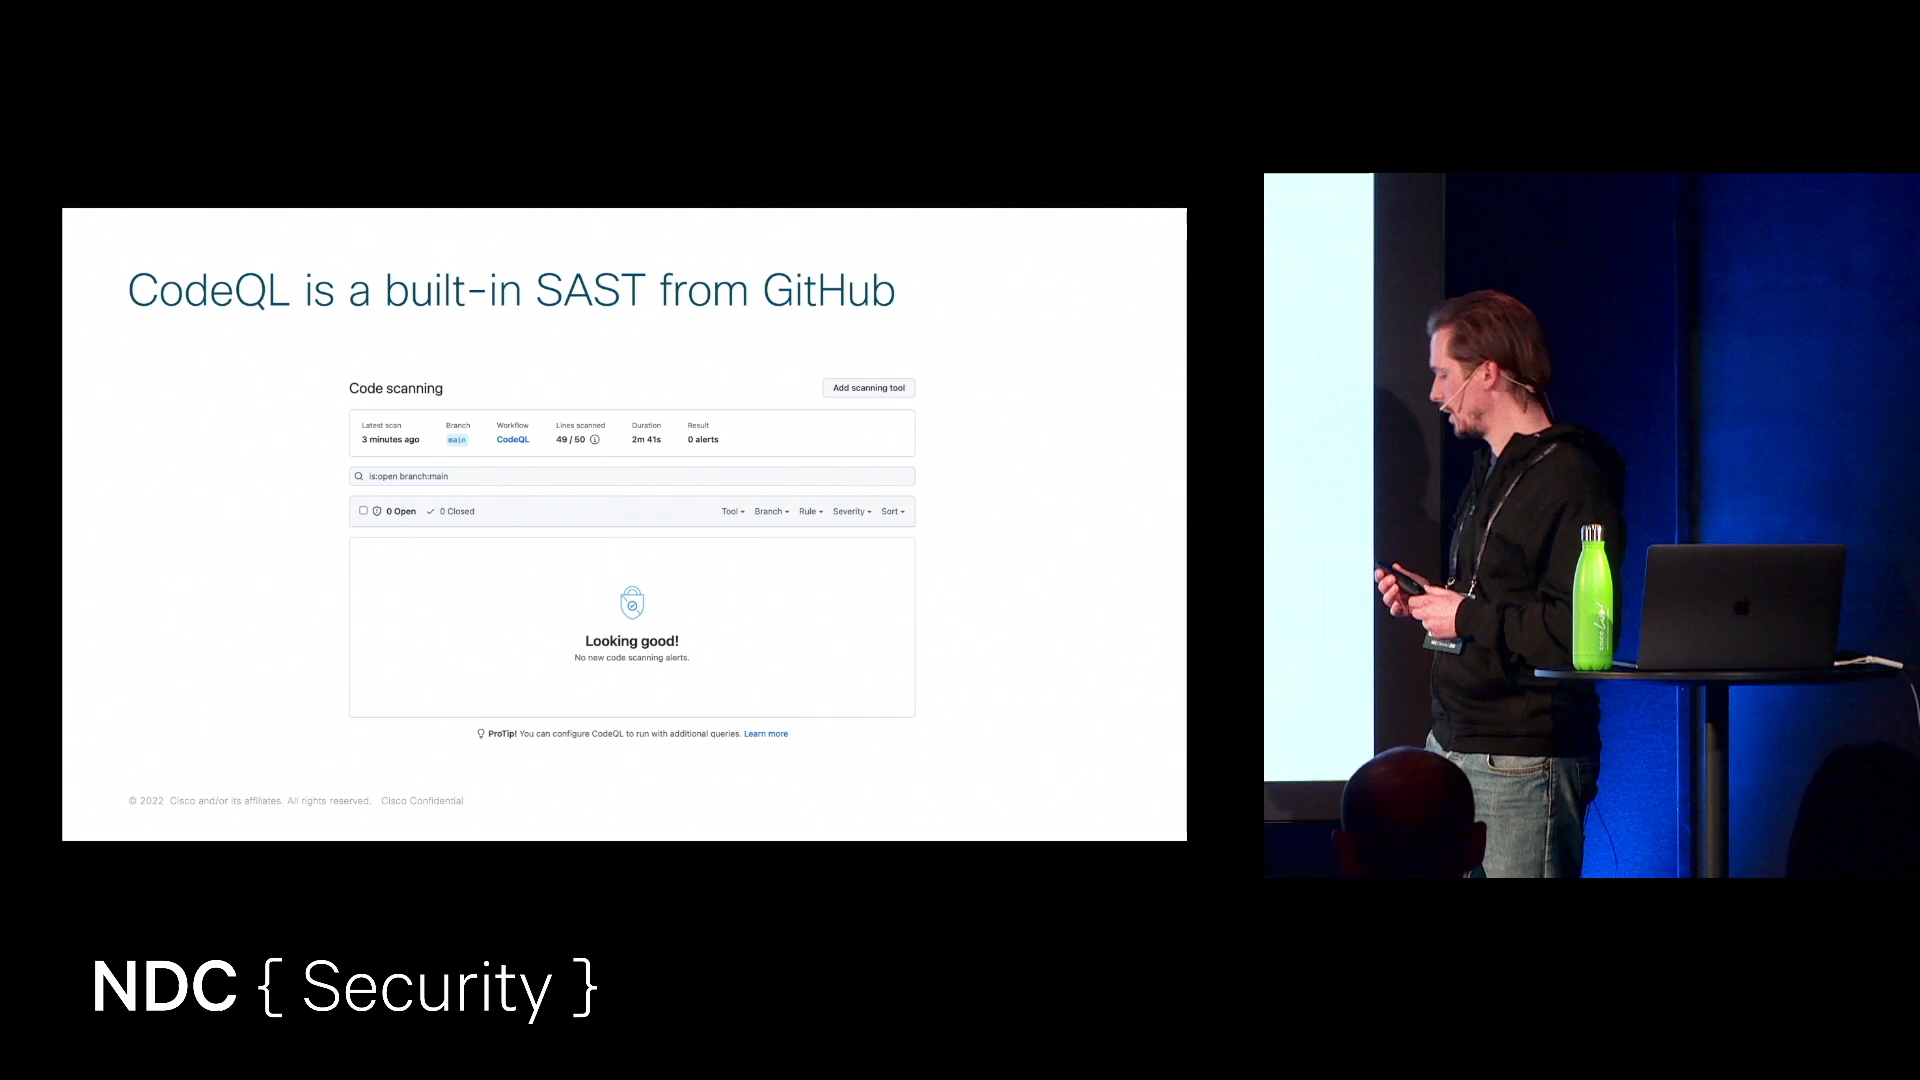 CodeQL is a built-in SAST from GitHub
Code scanning
Add scanning tool
Latest scan Branch Workflow Lines scanned Duration Result
3 minutes ago main CodeQL 49 / 50 2m 41s 0 alerts
is:open branch:main
0 Open 0 Closed Tool Branch Rule Severity Sort
Looking good!
No new code scanning alerts.
ProTip! You can configure CodeQL to run with additional queries. Learn more
© 2022 Cisco and/or its affiliates. All rights reserved. Cisco Confidential
CISCO Live!
NDC { Security }